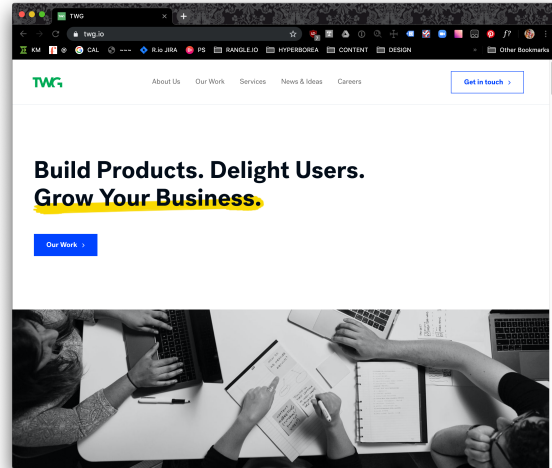 TWG
twg.io
KM
CAL
~~~
R.io JIRA
PS
RANGLE.IO
HYPERBOREA
CONTENT
DESIGN
»
Other Bookmarks
TWG
About Us
Our Work
Services
News & Ideas
Careers
Get in touch >
Build Products. Delight Users.
Grow Your Business.
Our Work >